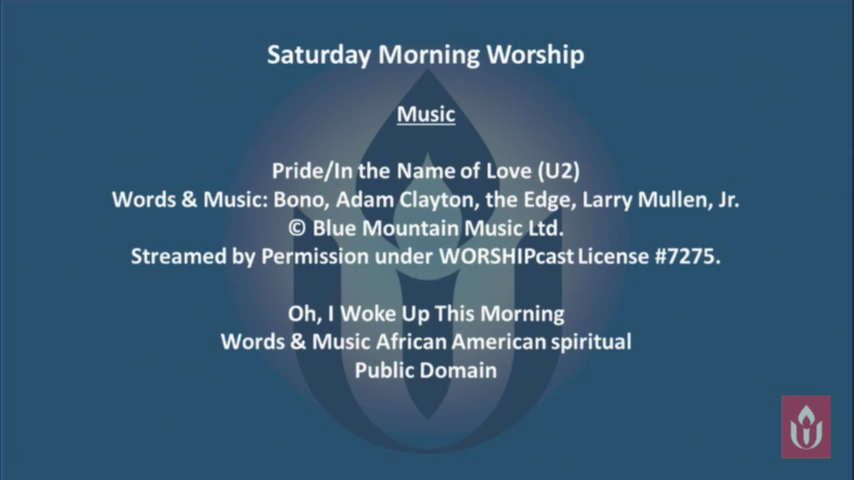 Saturday Morning Worship
Music
Pride/In the Name of Love (U2)
Words & Music: Bono, Adam Clayton, the Edge, Larry Mullen, Jr.
© Blue Mountain Music Ltd.
Streamed by Permission under WORSHIPcast License #7275.
Oh, I Woke Up This Morning
Words & Music African American spiritual
Public Domain